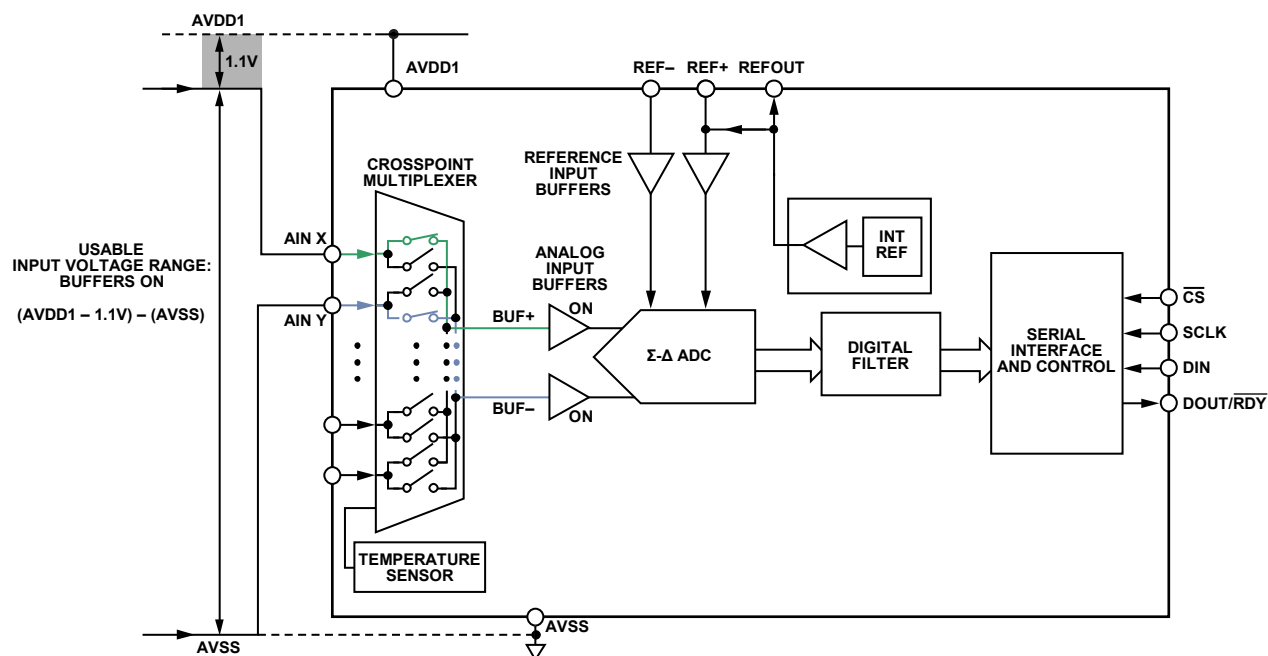 AVDD1
1.1V
AVDD1
REF–
REF+
REFOUT
CROSSPOINT
MULTIPLEXER
REFERENCE
INPUT
BUFFERS
INT
REF
USABLE
INPUT VOLTAGE RANGE:
BUFFERS ON
(AVDD1 – 1.1V) – (AVSS)
AIN X
AIN Y
ANALOG
INPUT
BUFFERS
ON
BUF+
BUF–
ON
Σ-Δ ADC
DIGITAL
FILTER
SERIAL
INTERFACE
AND CONTROL
C̅S̅
SCLK
DIN
DOUT/R̅D̅Y̅
TEMPERATURE
SENSOR
AVSS
AVSS